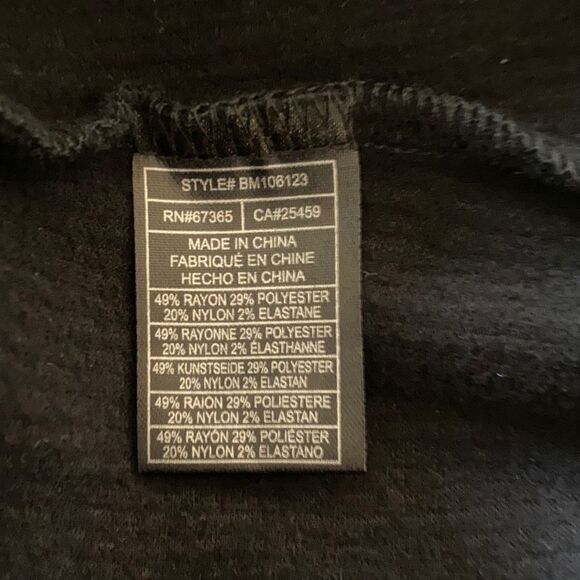 STYLE# BM106123
RN#67365 CA#25459
MADE IN CHINA
FABRIQUÉ EN CHINE
HECHO EN CHINA
49% RAYON 29% POLYESTER
20% NYLON 2% ELASTANE
49% RAYONNE 29% POLYESTER
20% NYLON 2% ÉLASTHANNE
49% KUNSTSEIDE 29% POLYESTER
20% NYLON 2% ELASTAN
49% RAION 29% POLIESTERE
20% NYLON 2% ELASTAN
49% RAYÓN 29% POLIÉSTER
20% NYLON 2% ELASTANO